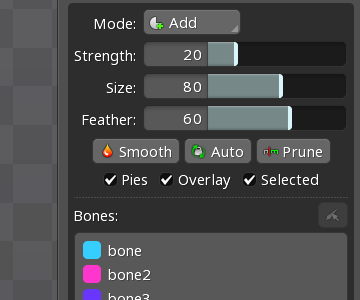 Mode: Add
Strength: 20
Size: 80
Feather: 60
Smooth Auto Prune
Pies Overlay Selected
Bones:
bone
bone2
bone3